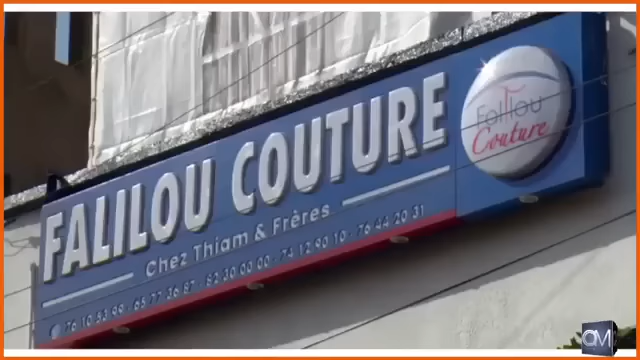 FALILOU COUTURE
Chez Thiam & Frères
76 10 53 99 - 65 77 36 87 - 82 30 00 00 - 74 12 90 10 - 76 44 20 31
Falilou
Couture